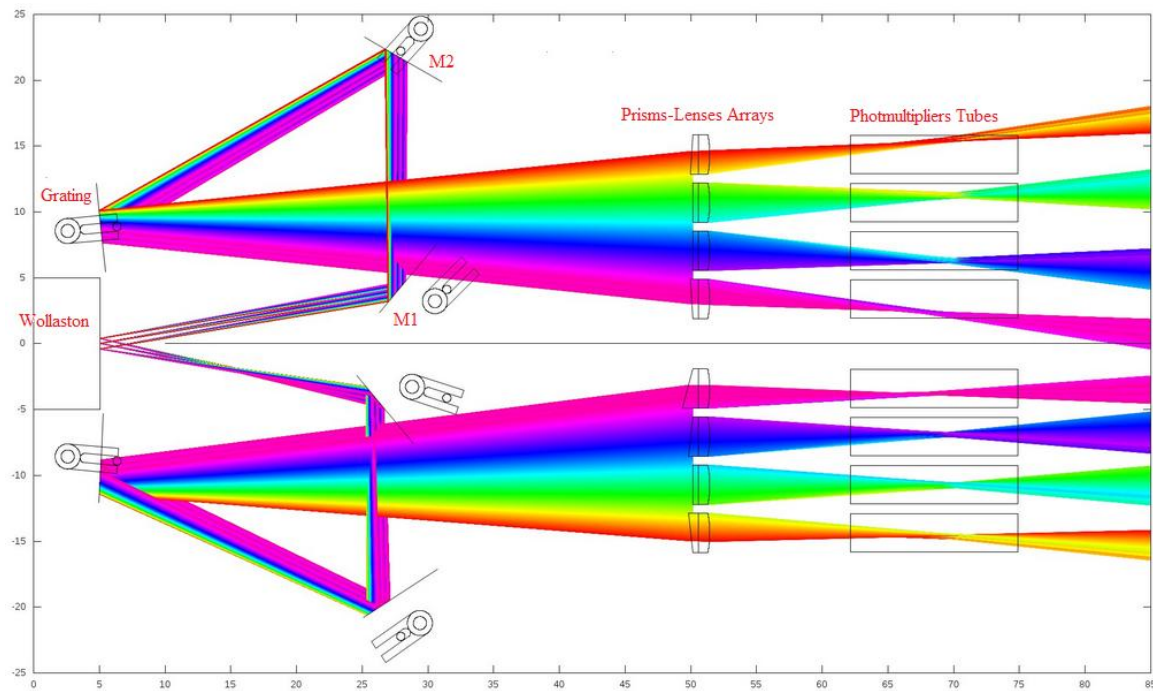 25
20
15
10
5
0
-5
-10
-15
-20
-25
M2
Prisms-Lenses Arrays
Photmultipliers Tubes
Grating
Wollaston
M1
0 5 10 15 20 25 30 35 40 45 50 55 60 65 70 75 80 85